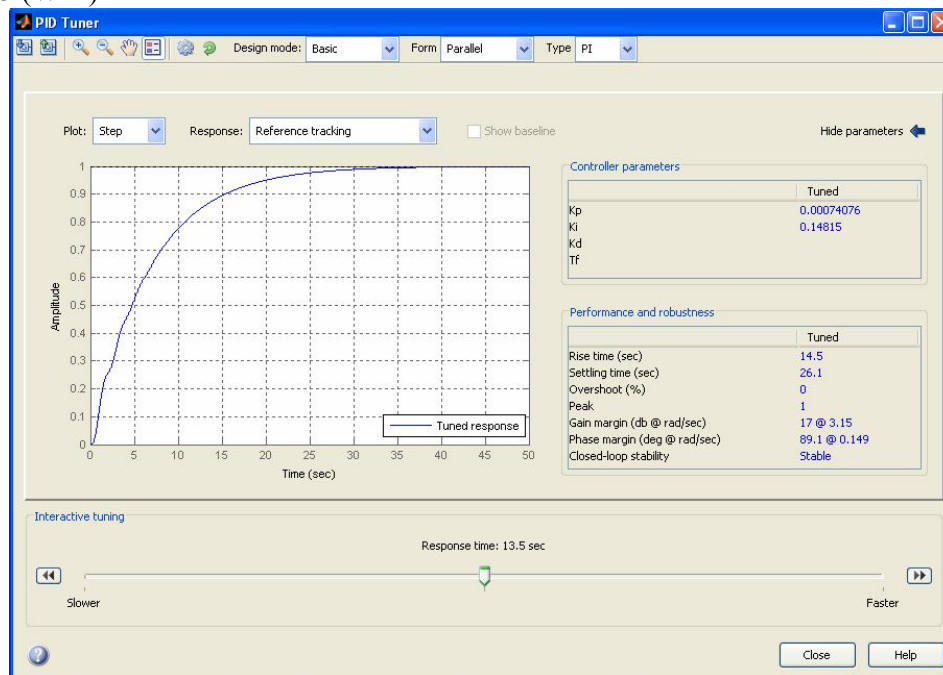 PID Tuner
Design mode: Basic Form Parallel Type PI
Plot: Step Response: Reference tracking Show baseline Hide parameters
1
0.9
0.8
0.7
0.6
0.5
0.4
0.3
0.2
0.1
0
Amplitude
0 5 10 15 20 25 30 35 40 45 50
Time (sec)
Tuned response
Controller parameters
Tuned
Kp 0.00074076
Ki 0.14815
Kd
Tf
Performance and robustness
Tuned
Rise time (sec) 14.5
Settling time (sec) 26.1
Overshoot (%) 0
Peak 1
Gain margin (db @ rad/sec) 17 @ 3.15
Phase margin (deg @ rad/sec) 89.1 @ 0.149
Closed-loop stability Stable
Interactive tuning
Response time: 13.5 sec
Slower Faster
Close Help